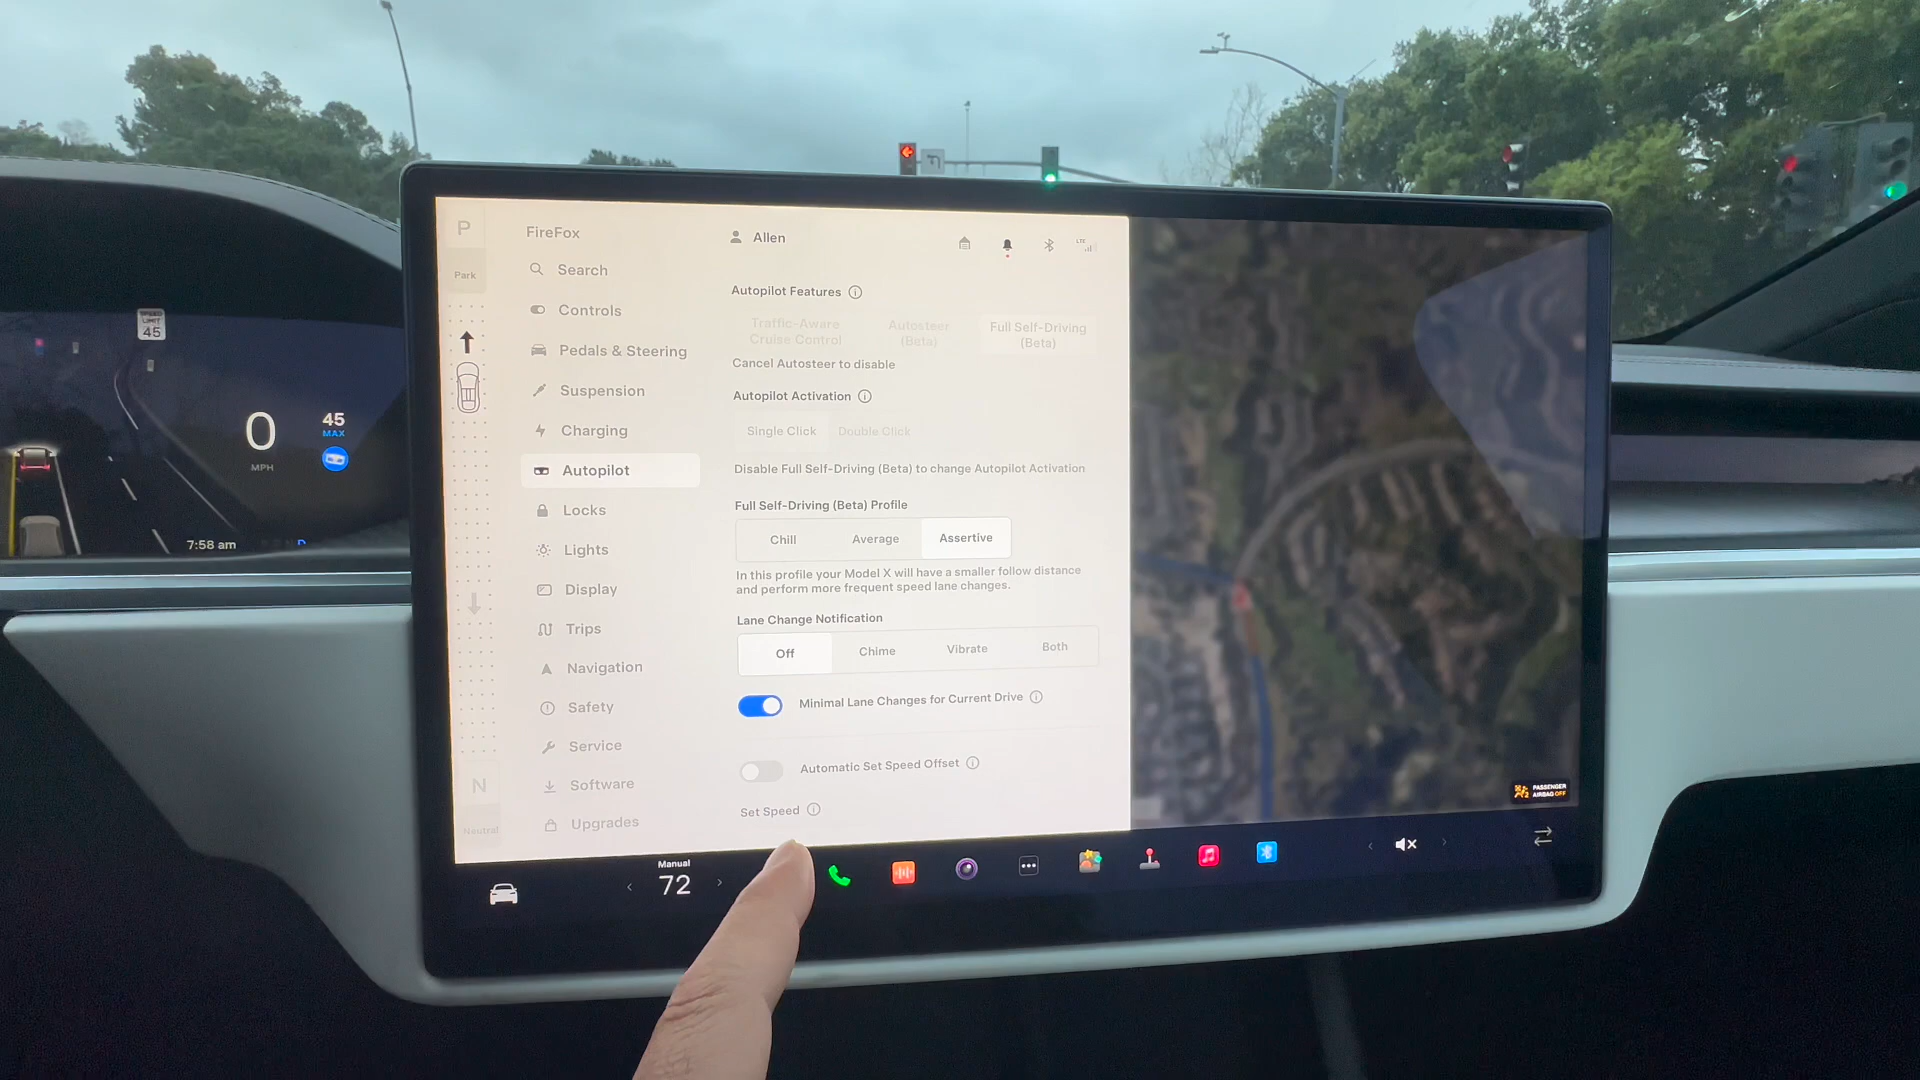 SPEED
LIMIT
45
0
MPH
45
MAX
7:58 am
D
P
Park
N
Neutral
FireFox
Search
Controls
Pedals & Steering
Suspension
Charging
Autopilot
Locks
Lights
Display
Trips
Navigation
Safety
Service
Software
Upgrades
Allen
LTE
Autopilot Features
Traffic-Aware
Cruise Control
Autosteer
(Beta)
Full Self-Driving
(Beta)
Cancel Autosteer to disable
Autopilot Activation
Single Click
Double Click
Disable Full Self-Driving (Beta) to change Autopilot Activation
Full Self-Driving (Beta) Profile
Chill
Average
Assertive
In this profile your Model X will have a smaller follow distance
and perform more frequent speed lane changes.
Lane Change Notification
Off
Chime
Vibrate
Both
Minimal Lane Changes for Current Drive
Automatic Set Speed Offset
Set Speed
PASSENGER
AIRBAG OFF
Manual
72